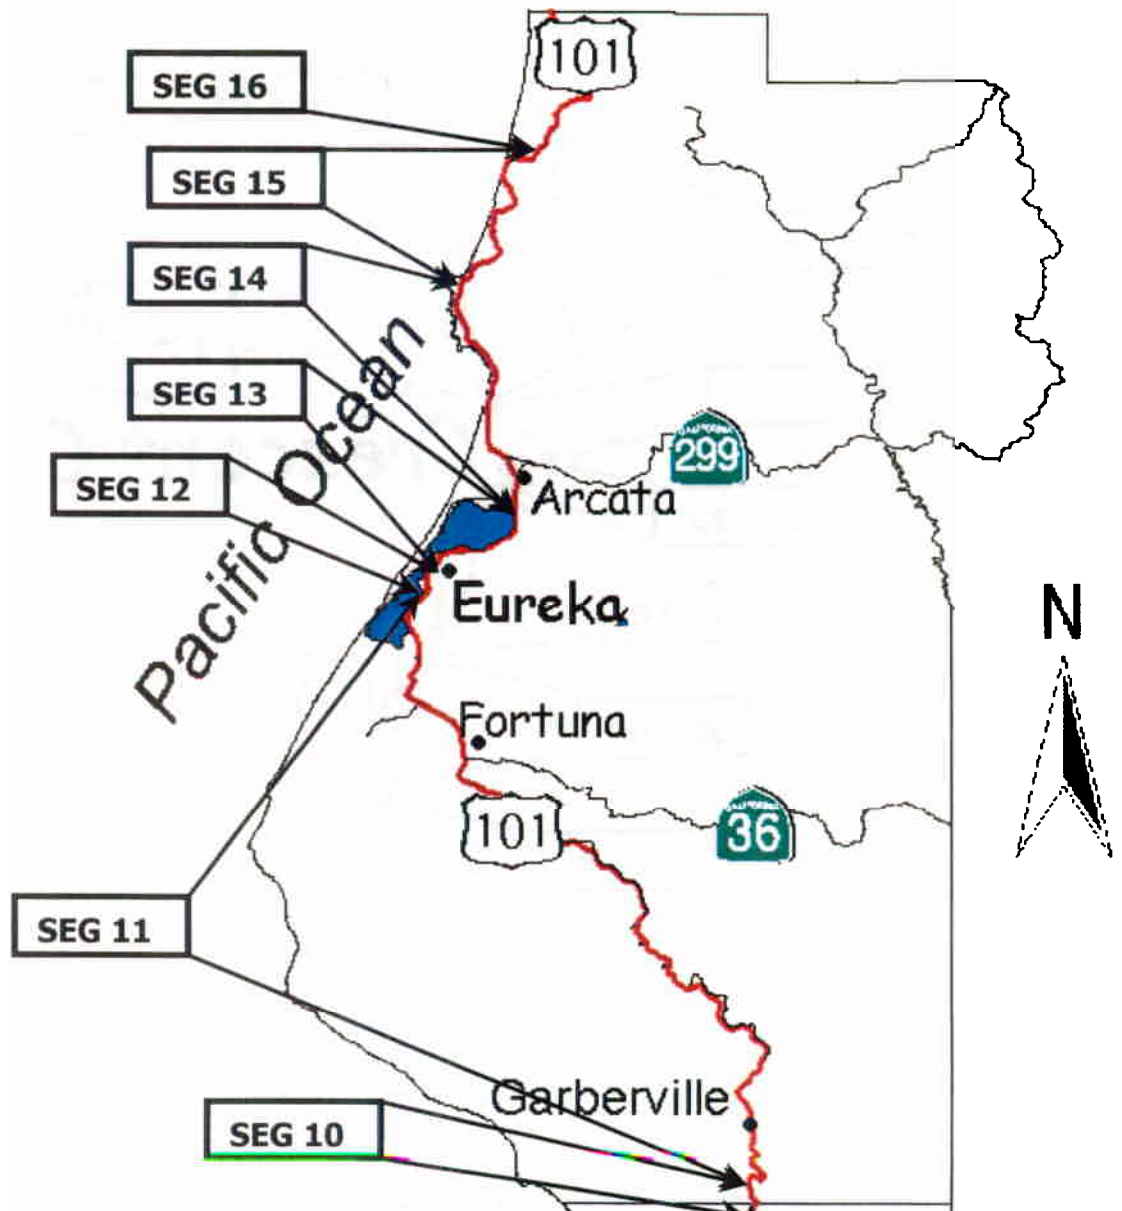 101
SEG 16
SEG 15
SEG 14
Pacific Ocean
SEG 13
299
SEG 12
Arcata
Eureka
N
Fortuna
101
36
SEG 11
Garberville
SEG 10